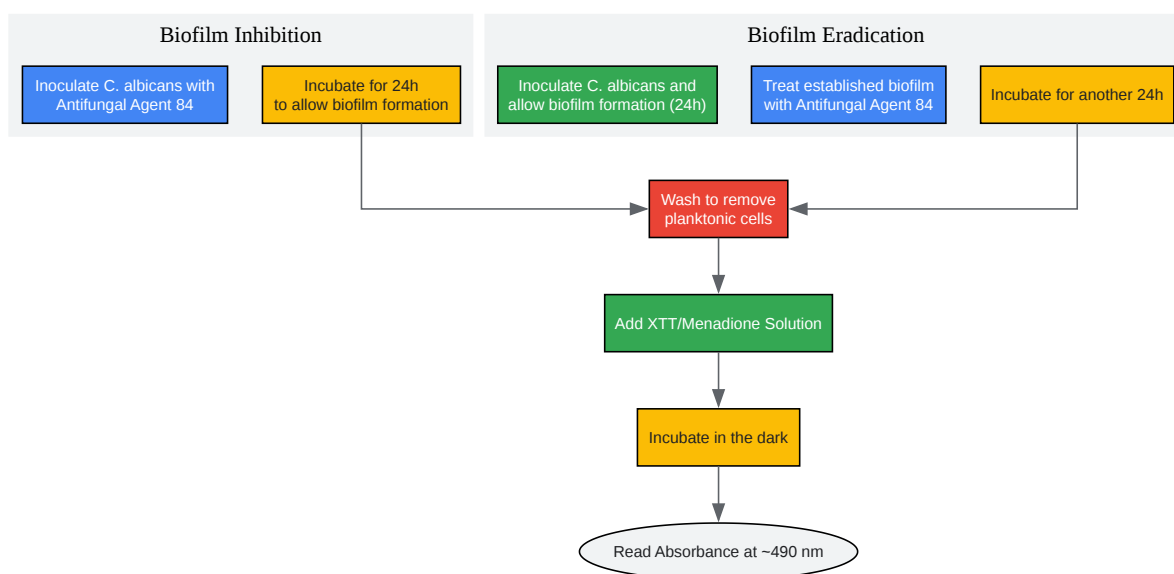 Biofilm Inhibition
Inoculate C. albicans with
Antifungal Agent 84
Incubate for 24h
to allow biofilm formation
Biofilm Eradication
Inoculate C. albicans and
allow biofilm formation (24h)
Treat established biofilm
with Antifungal Agent 84
Incubate for another 24h
Wash to remove
planktonic cells
Add XTT/Menadione Solution
Incubate in the dark
Read Absorbance at ~490 nm